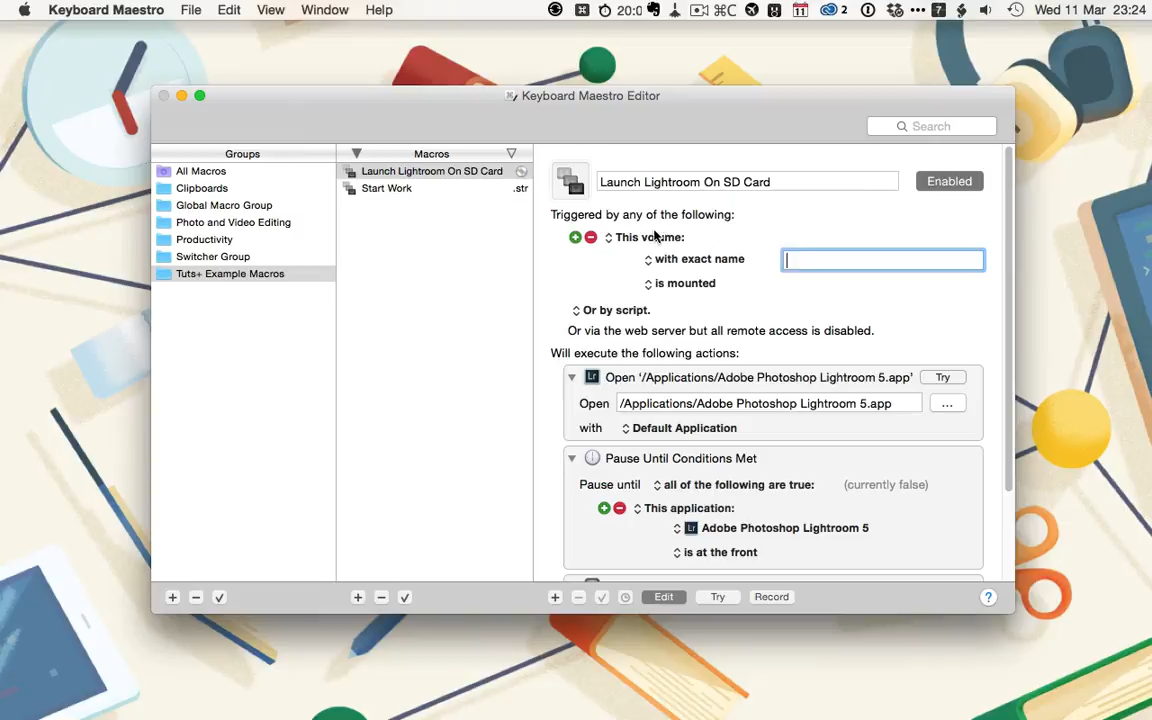 Keyboard Maestro File Edit View Window Help 20:0 ⌘C 11 2 7 Wed 11 Mar 23:24
Keyboard Maestro Editor
Search
Groups
All Macros
Clipboards
Global Macro Group
Photo and Video Editing
Productivity
Switcher Group
Tuts+ Example Macros
Macros
Launch Lightroom On SD Card
Start Work .str
Launch Lightroom On SD Card Enabled
Triggered by any of the following:
This volume:
with exact name
is mounted
Or by script.
Or via the web server but all remote access is disabled.
Will execute the following actions:
Lr Open ‘/Applications/Adobe Photoshop Lightroom 5.app’ Try
Open /Applications/Adobe Photoshop Lightroom 5.app ...
with Default Application
Pause Until Conditions Met
Pause until all of the following are true: (currently false)
This application:
Lr Adobe Photoshop Lightroom 5
is at the front
Edit Try Record ?